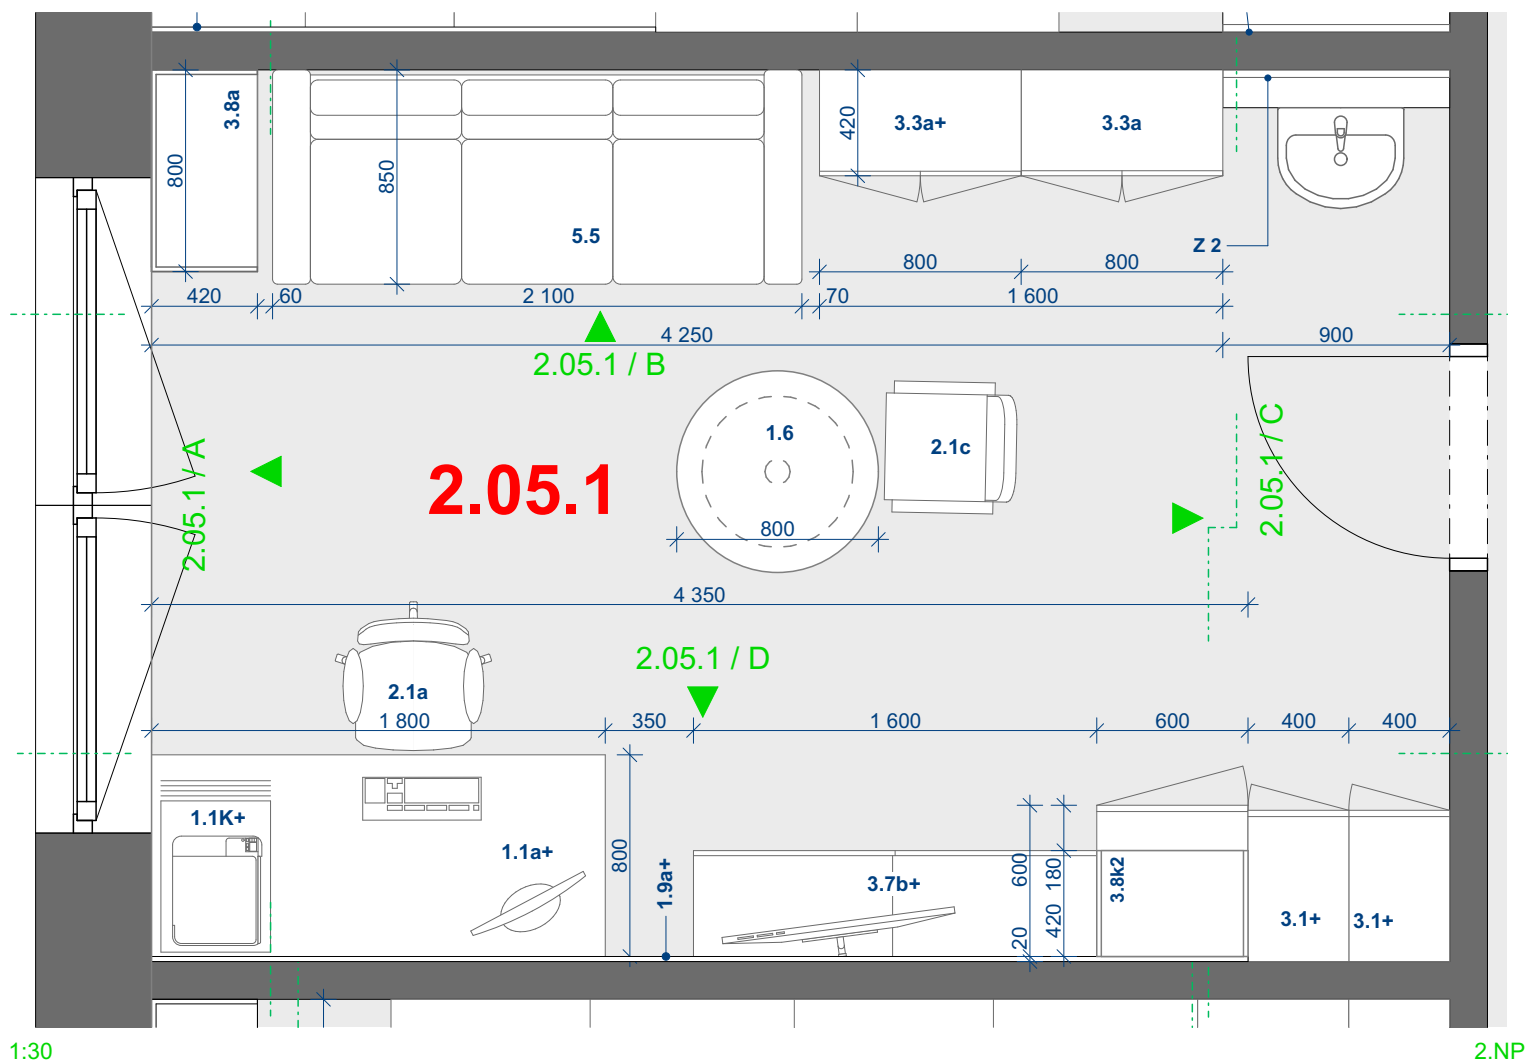 3.8a
800
850
5.5
420
3.3a+
3.3a
Z 2
800
800
420
60
2 100
70
1 600
4 250
900
2.05.1 / B
2.05.1 / A
2.05.1
1.6
2.1c
800
2.05.1 / C
4 350
2.05.1 / D
2.1a
1 800
350
1 600
600
400
400
1.1K+
1.1a+
800
1.9a+
3.7b+
600
20
180
420
3.8k2
3.1+
3.1+
1:30
2.NP